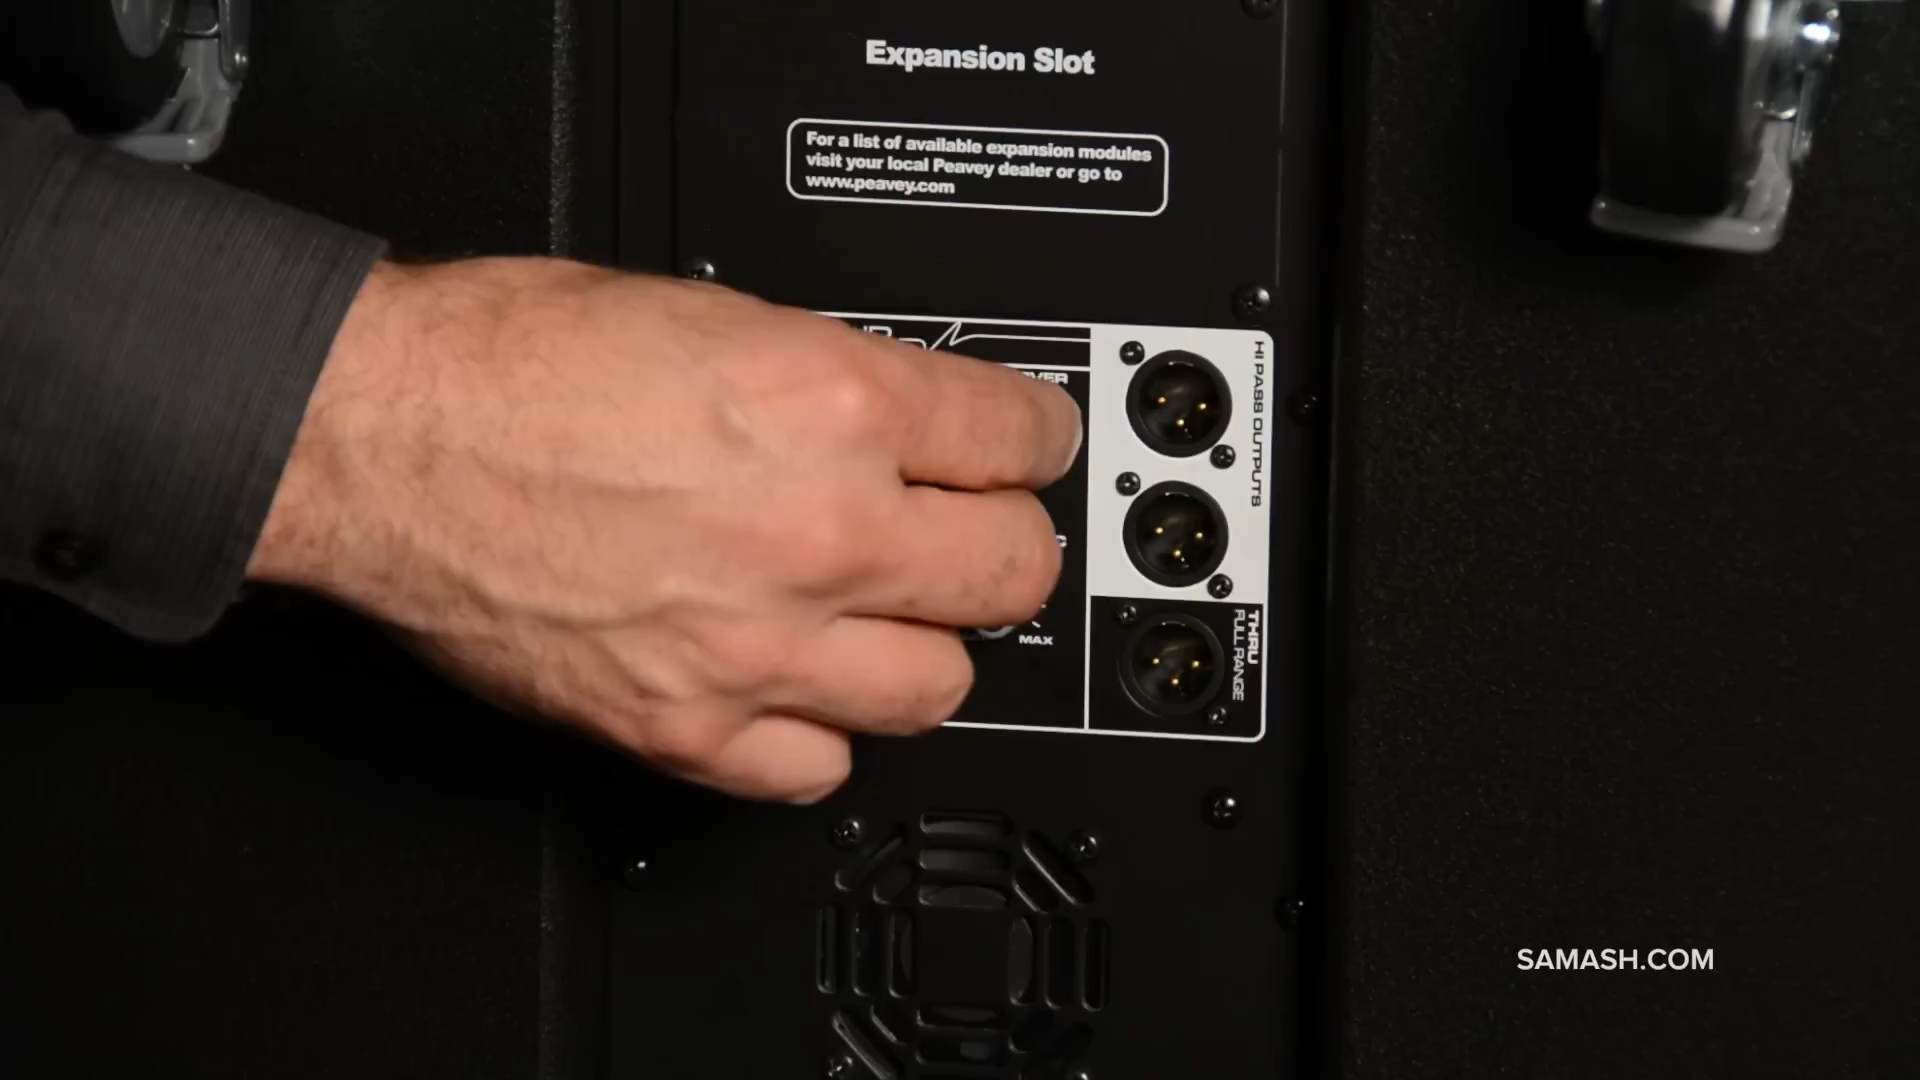 Expansion Slot
For a list of available expansion modules
visit your local Peavey dealer or go to
www.peavey.com
HI PASS OUTPUTS
MAX
THRU
FULL RANGE
SAMASH.COM